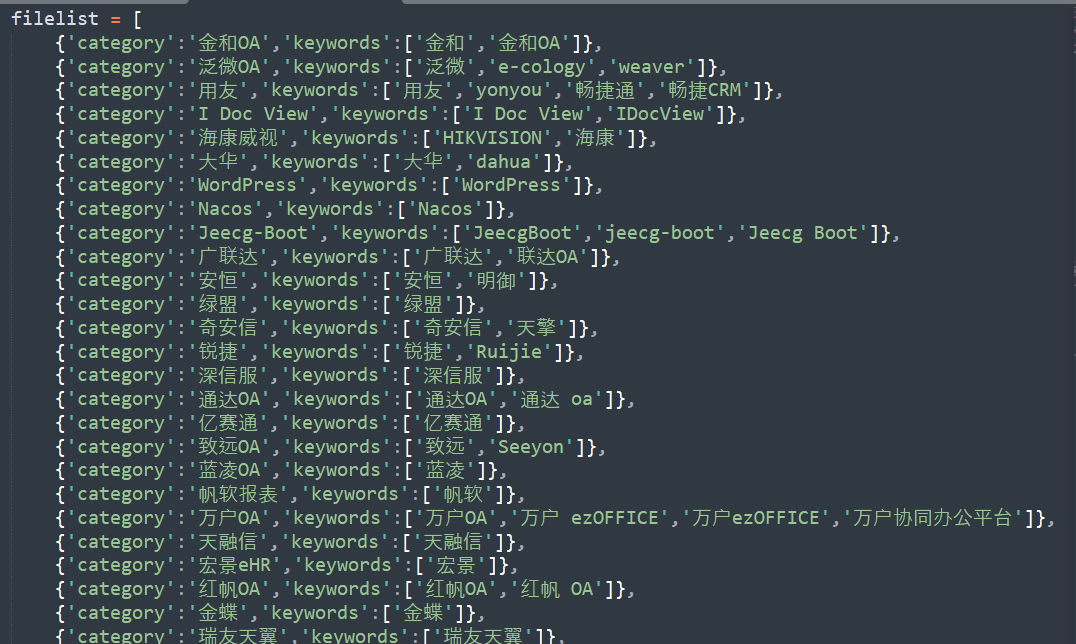 filelist = [
    {'category':'金和OA','keywords':['金和','金和OA']},
    {'category':'泛微OA','keywords':['泛微','e-cology','weaver']},
    {'category':'用友','keywords':['用友','yonyou','畅捷通','畅捷CRM']},
    {'category':'I Doc View','keywords':['I Doc View','IDocView']},
    {'category':'海康威视','keywords':['HIKVISION','海康']},
    {'category':'大华','keywords':['大华','dahua']},
    {'category':'WordPress','keywords':['WordPress']},
    {'category':'Nacos','keywords':['Nacos']},
    {'category':'Jeecg-Boot','keywords':['JeecgBoot','jeecg-boot','Jeecg Boot']},
    {'category':'广联达','keywords':['广联达','联达OA']},
    {'category':'安恒','keywords':['安恒','明御']},
    {'category':'绿盟','keywords':['绿盟']},
    {'category':'奇安信','keywords':['奇安信','天擎']},
    {'category':'锐捷','keywords':['锐捷','Ruijie']},
    {'category':'深信服','keywords':['深信服']},
    {'category':'通达OA','keywords':['通达OA','通达 oa']},
    {'category':'亿赛通','keywords':['亿赛通']},
    {'category':'致远OA','keywords':['致远','Seeyon']},
    {'category':'蓝凌OA','keywords':['蓝凌']},
    {'category':'帆软报表','keywords':['帆软']},
    {'category':'万户OA','keywords':['万户OA','万户 ezOFFICE','万户ezOFFICE','万户协同办公平台']},
    {'category':'天融信','keywords':['天融信']},
    {'category':'宏景eHR','keywords':['宏景']},
    {'category':'红帆OA','keywords':['红帆OA','红帆 OA']},
    {'category':'金蝶','keywords':['金蝶']},
    {'category':'瑞友天翼','keywords':['瑞友天翼']},